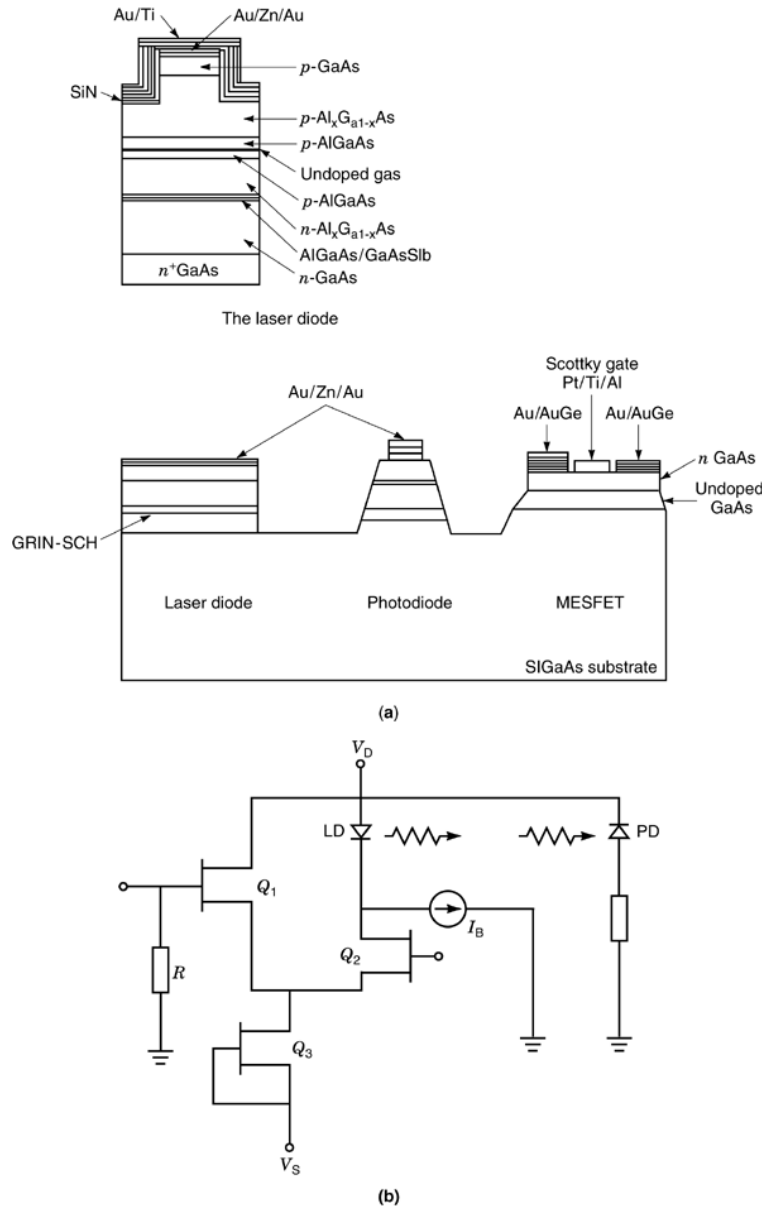 Au/Ti
Au/Zn/Au
p-GaAs
SiN
p-AlxGa1-xAs
p-AlGaAs
Undoped gas
p-AlGaAs
n-AlxGa1-xAs
AlGaAs/GaAsSlb
n-GaAs
n+GaAs
The laser diode
Scottky gate
Pt/Ti/Al
Au/Zn/Au
Au/AuGe
Au/AuGe
n GaAs
Undoped
GaAs
GRIN-SCH
Laser diode
Photodiode
MESFET
SIGaAs substrate
(a)
VD
LD
PD
Q1
IB
Q2
R
Q3
VS
(b)